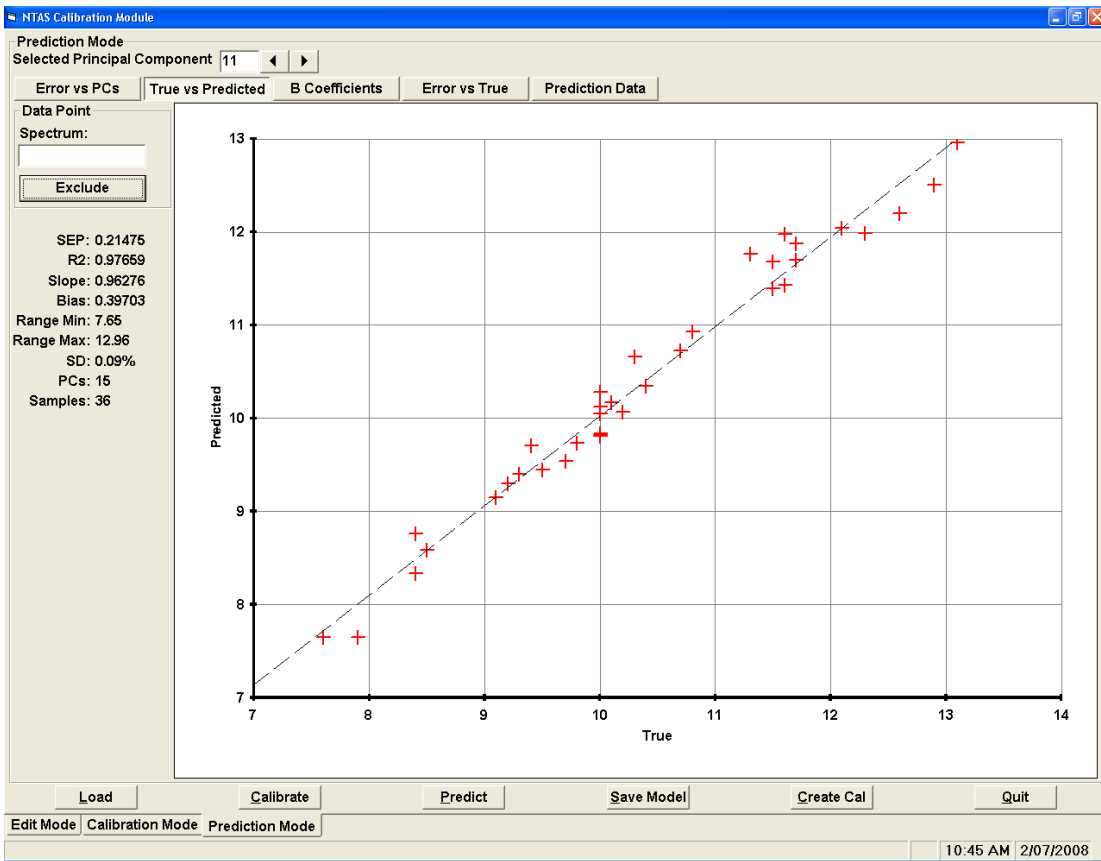 NTAS Calibration Module
Prediction Mode
Selected Principal Component 11
Error vs PCs True vs Predicted B Coefficients Error vs True Prediction Data
Data Point
Spectrum:
Exclude
SEP: 0.21475
R2: 0.97659
Slope: 0.96276
Bias: 0.39703
Range Min: 7.65
Range Max: 12.96
SD: 0.09%
PCs: 15
Samples: 36
13
12
11
10
9
8
7
Predicted
7 8 9 10 11 12 13 14
True
Load Calibrate Predict Save Model Create Cal Quit
Edit Mode Calibration Mode Prediction Mode
10:45 AM 2/07/2008